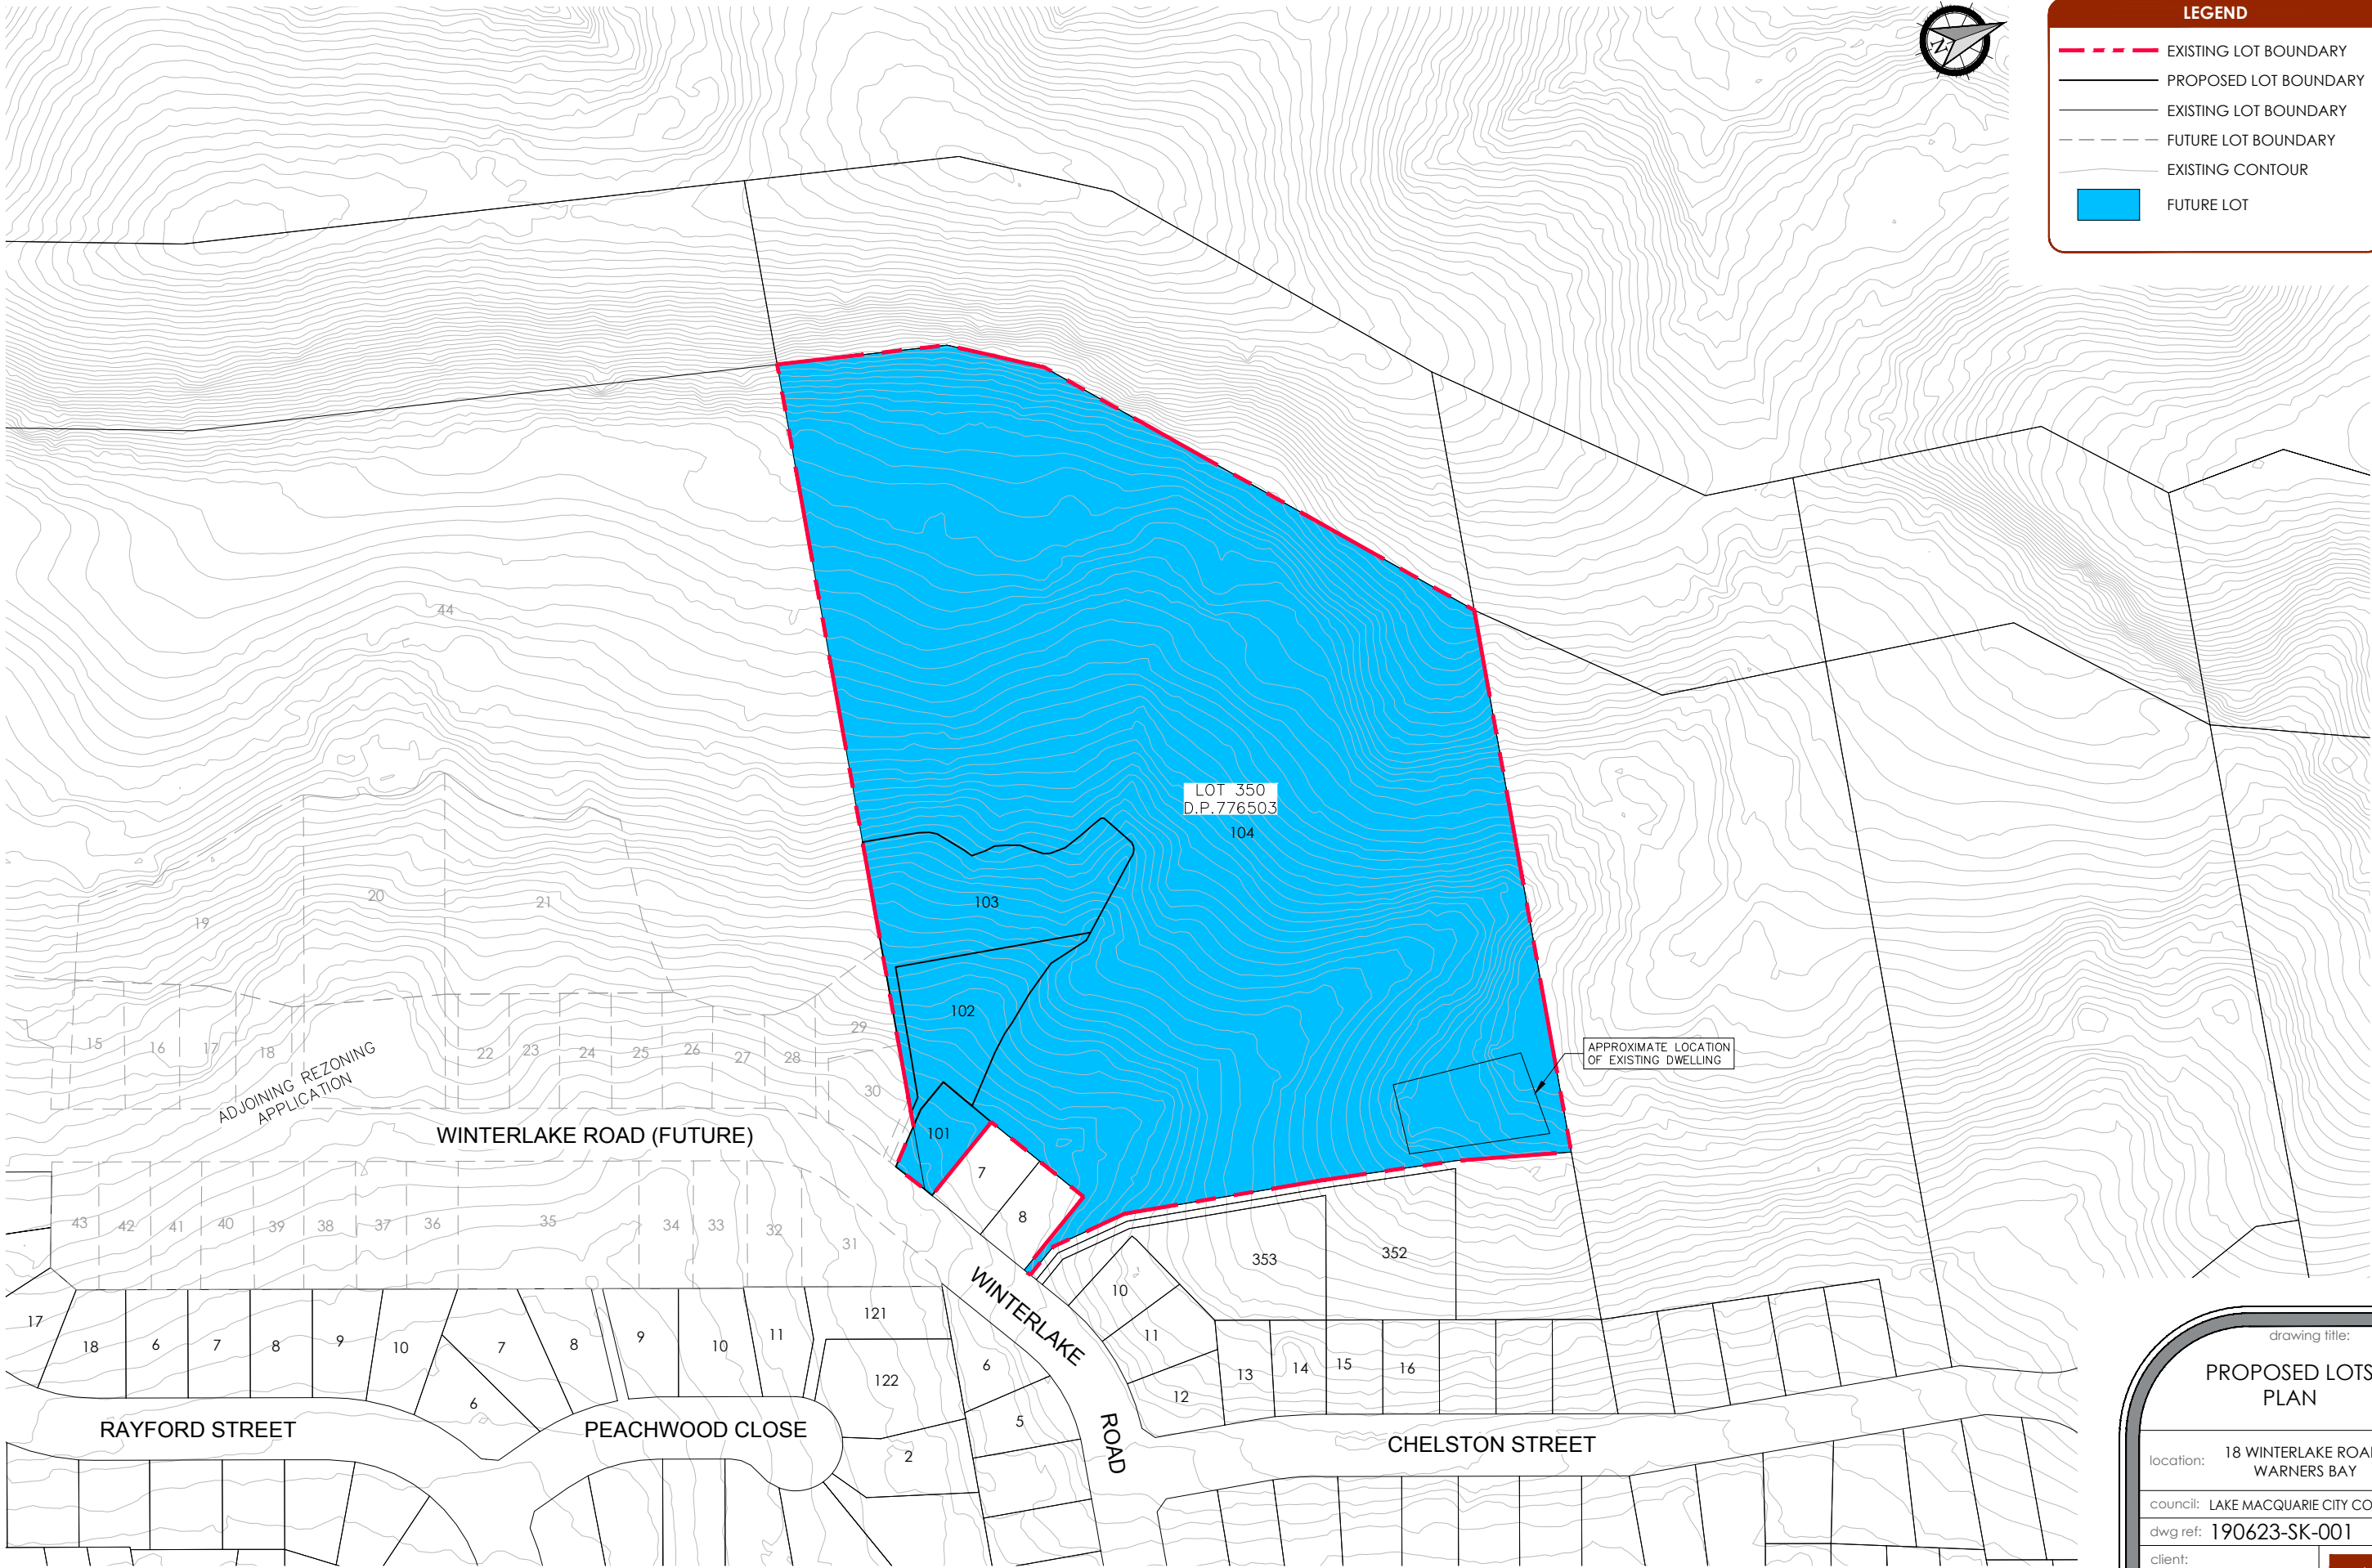 LEGEND
EXISTING LOT BOUNDARY
PROPOSED LOT BOUNDARY
EXISTING LOT BOUNDARY
FUTURE LOT BOUNDARY
EXISTING CONTOUR
FUTURE LOT
N
44
LOT 350
D.P.776503
104
103
102
101
7
8
APPROXIMATE LOCATION
OF EXISTING DWELLING
19
20
21
15
16
17
18
22
23
24
25
26
27
28
29
30
ADJOINING REZONING
APPLICATION
WINTERLAKE ROAD (FUTURE)
43
42
41
40
39
38
37
36
35
34
33
32
31
353
352
17
18
6
7
8
9
10
7
8
9
10
11
121
122
6
6
5
2
10
11
12
13
14
15
16
WINTERLAKE
ROAD
RAYFORD STREET
PEACHWOOD CLOSE
CHELSTON STREET
drawing title:
PROPOSED LOTS
PLAN
location: 18 WINTERLAKE ROAD
WARNERS BAY
council: LAKE MACQUARIE CITY CO
dwg ref: 190623-SK-001
client: